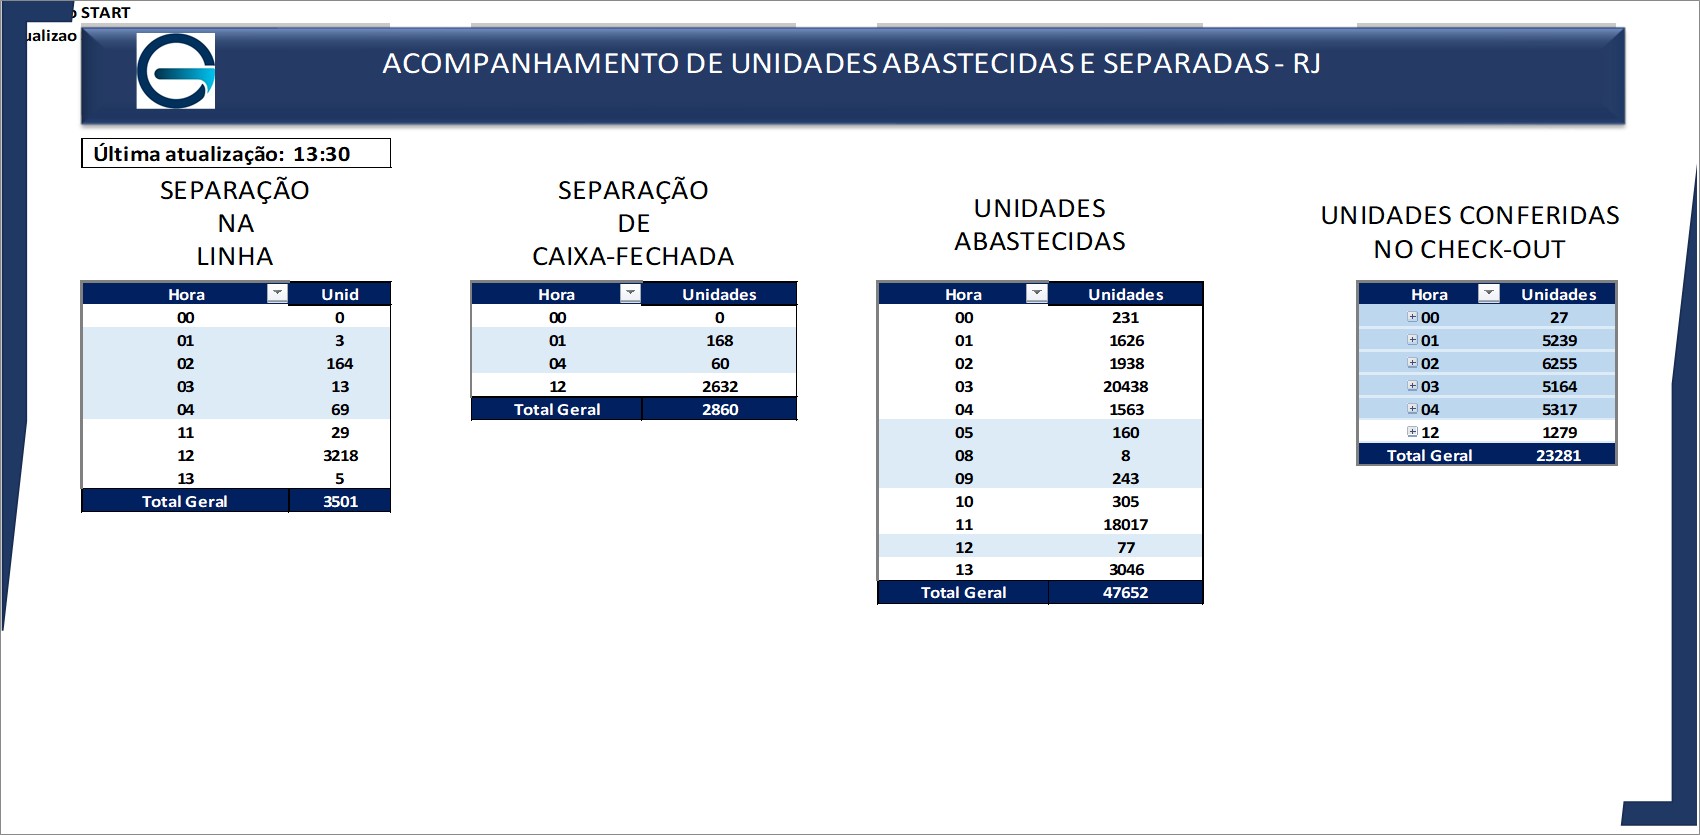 START
ACOMPANHAMENTO DE UNIDADES ABASTECIDAS E SEPARADAS - RJ
Última atualização: 13:30
SEPARAÇÃO
NA
LINHA
Hora Unid
00 0
01 3
02 164
03 13
04 69
11 29
12 3218
13 5
Total Geral 3501
SEPARAÇÃO
DE
CAIXA-FECHADA
Hora Unidades
00 0
01 168
04 60
12 2632
Total Geral 2860
UNIDADES
ABASTECIDAS
Hora Unidades
00 231
01 1626
02 1938
03 20438
04 1563
05 160
08 8
09 243
10 305
11 18017
12 77
13 3046
Total Geral 47652
UNIDADES CONFERIDAS
NO CHECK-OUT
Hora Unidades
00 27
01 5239
02 6255
03 5164
04 5317
12 1279
Total Geral 23281